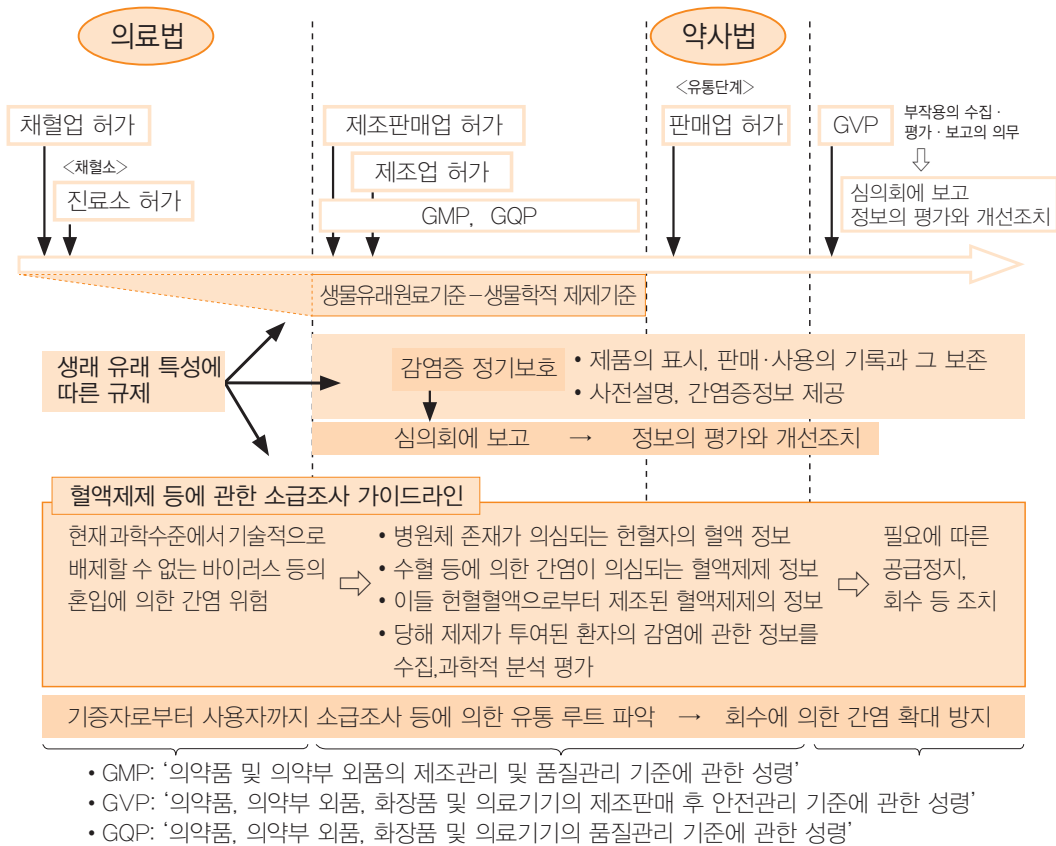 의료법
약사법
<유통단계>
채혈업 허가
제조판매업 허가
판매업 허가
GVP
부작용의 수집·
평가·보고의 의무
<채혈소>
진료소 허가
제조업 허가
GMP, GQP
심의회에 보고
정보의 평가와 개선조치
생물유래원료기준–생물학적 제제기준
생래 유래 특성에
따른 규제
감염증 정기보호
• 제품의 표시, 판매·사용의 기록과 그 보존
• 사전설명, 간염증정보 제공
심의회에 보고 → 정보의 평가와 개선조치
혈액제제 등에 관한 소급조사 가이드라인
현재 과학수준에서 기술적으로
배제할 수 없는 바이러스 등의
혼입에 의한 간염 위험
• 병원체 존재가 의심되는 헌혈자의 혈액 정보
• 수혈 등에 의한 간염이 의심되는 혈액제제 정보
• 이들 헌혈혈액으로부터 제조된 혈액제제의 정보
• 당해 제제가 투여된 환자의 감염에 관한 정보를
수집,과학적 분석 평가
필요에 따른
공급정지,
회수 등 조치
기증자로부터 사용자까지 소급조사 등에 의한 유통 루트 파악 → 회수에 의한 간염 확대 방지
• GMP: ‘의약품 및 의약부 외품의 제조관리 및 품질관리 기준에 관한 성령’
• GVP: ‘의약품, 의약부 외품, 화장품 및 의료기기의 제조판매 후 안전관리 기준에 관한 성령’
• GQP: ‘의약품, 의약부 외품, 화장품 및 의료기기의 품질관리 기준에 관한 성령’